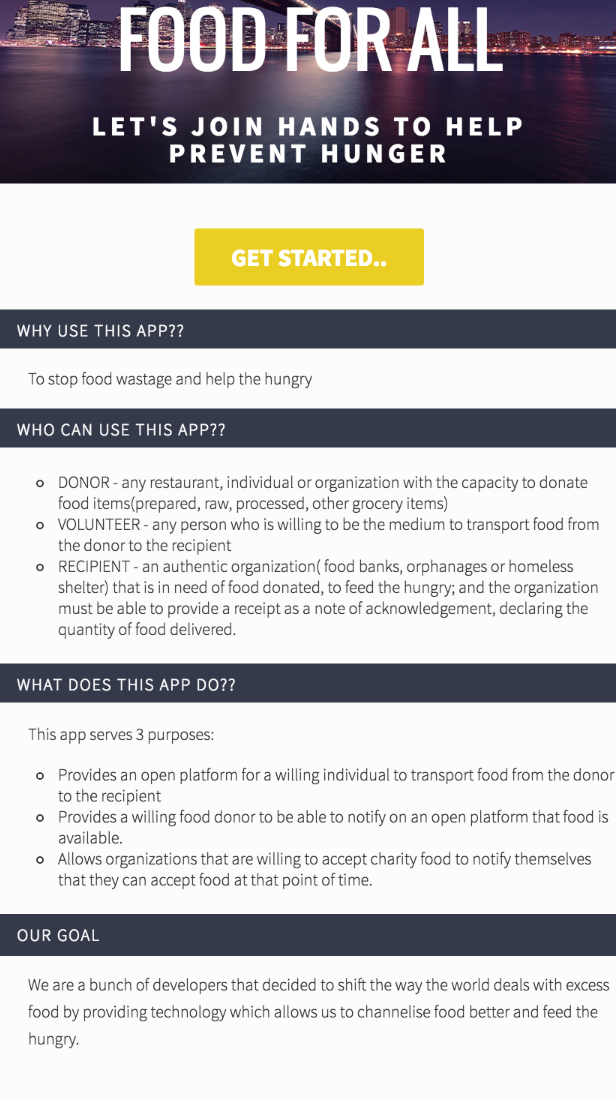 FOOD FOR ALL
LET'S JOIN HANDS TO HELP
PREVENT HUNGER
GET STARTED..
WHY USE THIS APP??
To stop food wastage and help the hungry
WHO CAN USE THIS APP??
DONOR - any restaurant, individual or organization with the capacity to donate
food items(prepared, raw, processed, other grocery items)
VOLUNTEER - any person who is willing to be the medium to transport food from
the donor to the recipient
RECIPIENT - an authentic organization( food banks, orphanages or homeless
shelter) that is in need of food donated, to feed the hungry; and the organization
must be able to provide a receipt as a note of acknowledgement, declaring the
quantity of food delivered.
WHAT DOES THIS APP DO??
This app serves 3 purposes:
Provides an open platform for a willing individual to transport food from the donor
to the recipient
Provides a willing food donor to be able to notify on an open platform that food is
available.
Allows organizations that are willing to accept charity food to notify themselves
that they can accept food at that point of time.
OUR GOAL
We are a bunch of developers that decided to shift the way the world deals with excess
food by providing technology which allows us to channelise food better and feed the
hungry.